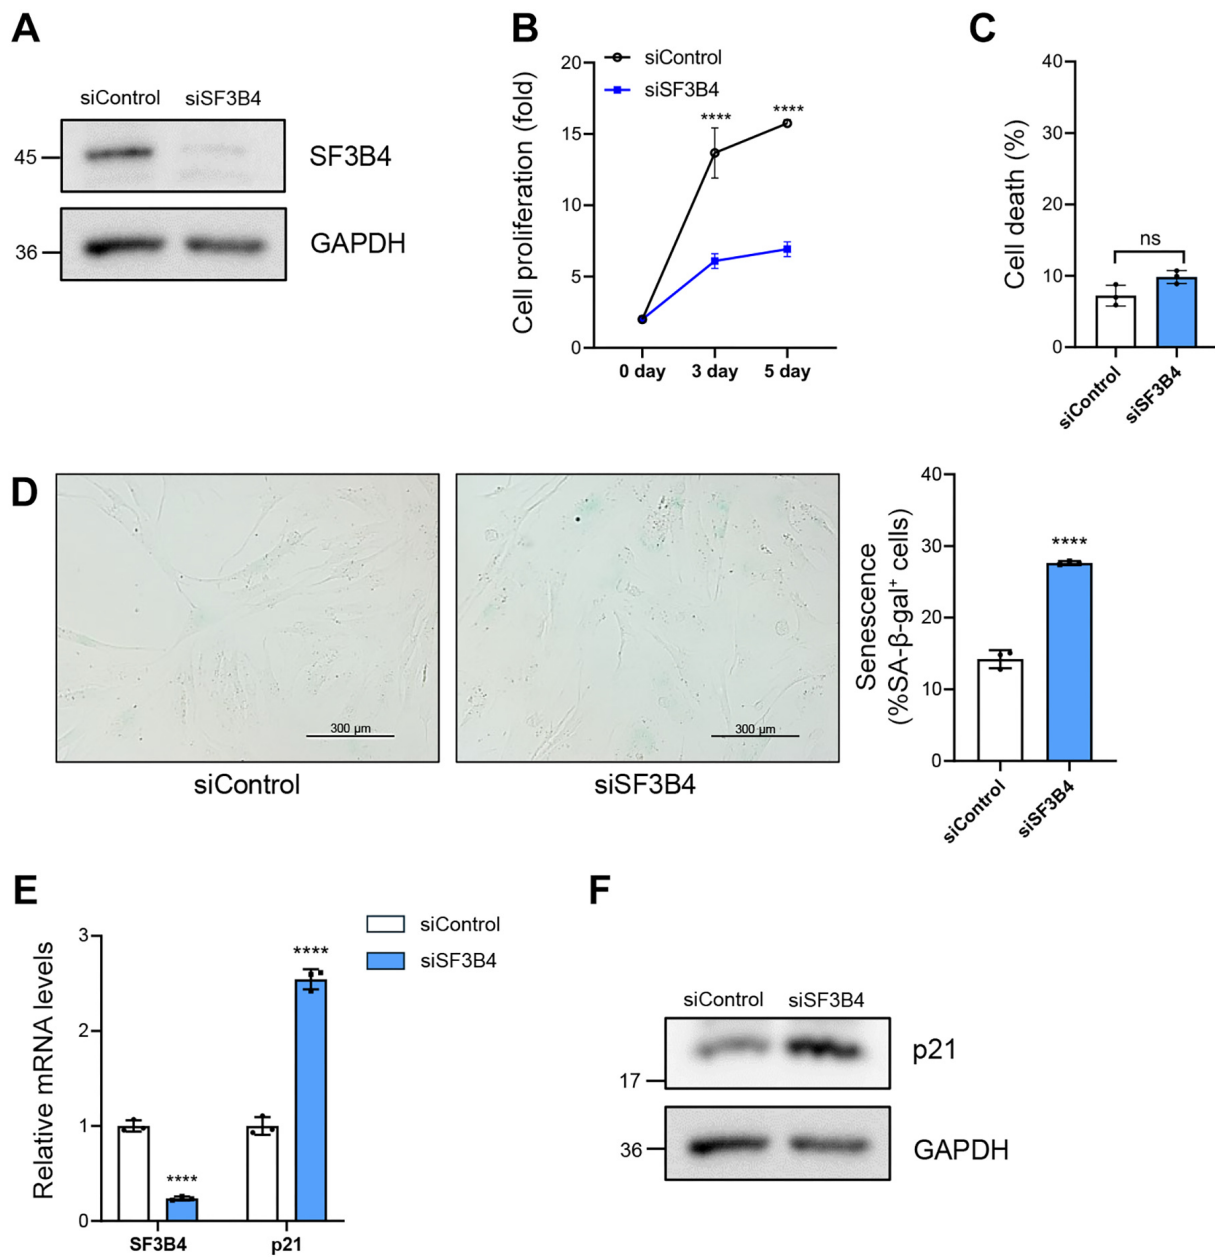 A
siControl siSF3B4
45
SF3B4
36
GAPDH
B
siControl
siSF3B4
Cell proliferation (fold)
20
15
10
5
0
****
****
0 day 3 day 5 day
C
Cell death (%)
40
30
20
10
0
ns
siControl
siSF3B4
D
300 µm
300 µm
siControl
siSF3B4
Senescence
(%SA-β-gal⁺ cells)
40
30
20
10
0
****
siControl
siSF3B4
E
siControl
siSF3B4
Relative mRNA levels
3
2
1
0
****
****
SF3B4 p21
F
siControl siSF3B4
17
p21
36
GAPDH